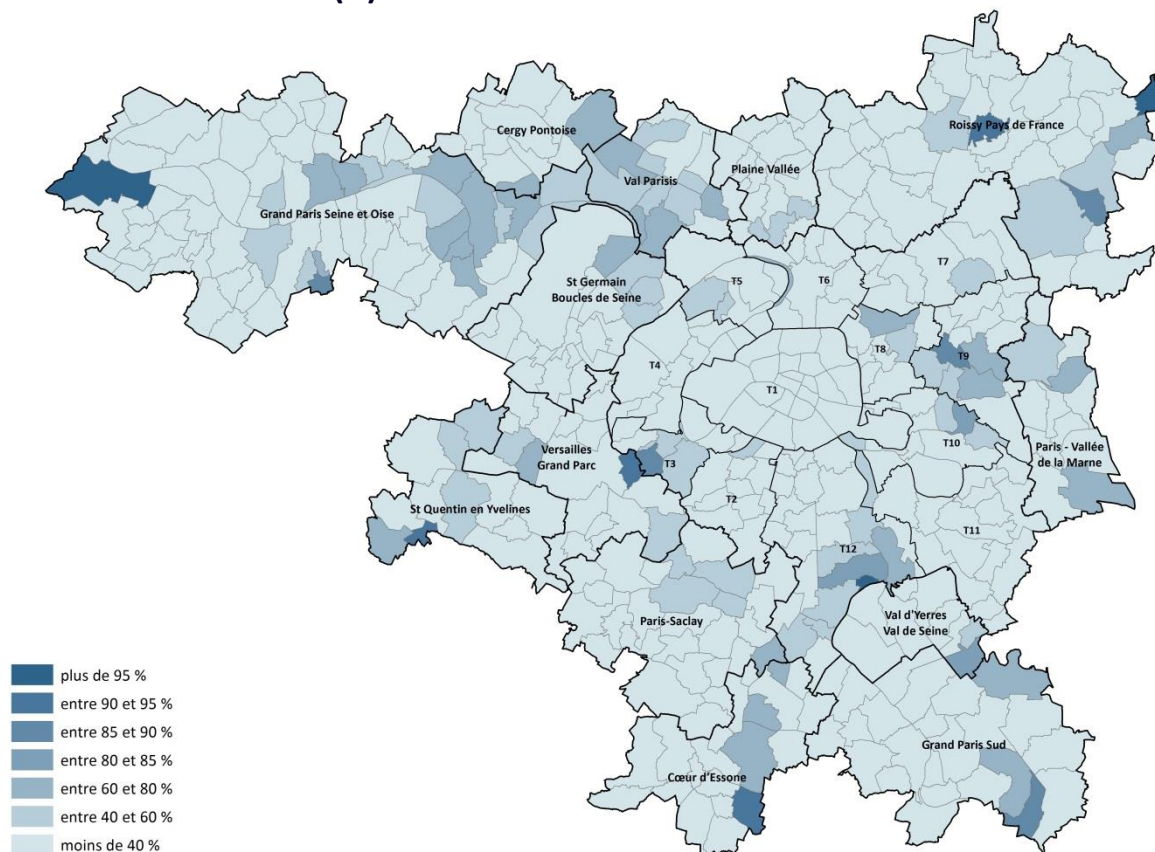 Cergy Pontoise
Roissy Pays de France
Plaine Vallée
Val Parisis
Grand Paris Seine et Oise
T7
St Germain
Boucles de Seine
T5
T6
T8
T9
T4
T1
T10
Paris - Vallée
de la Marne
Versailles
Grand Parc
T3
T2
St Quentin en Yvelines
T11
T12
Paris-Saclay
Val d'Yerres
Val de Seine
Grand Paris Sud
Cœur d'Essone
plus de 95 %
entre 90 et 95 %
entre 85 et 90 %
entre 80 et 85 %
entre 60 et 80 %
entre 40 et 60 %
moins de 40 %